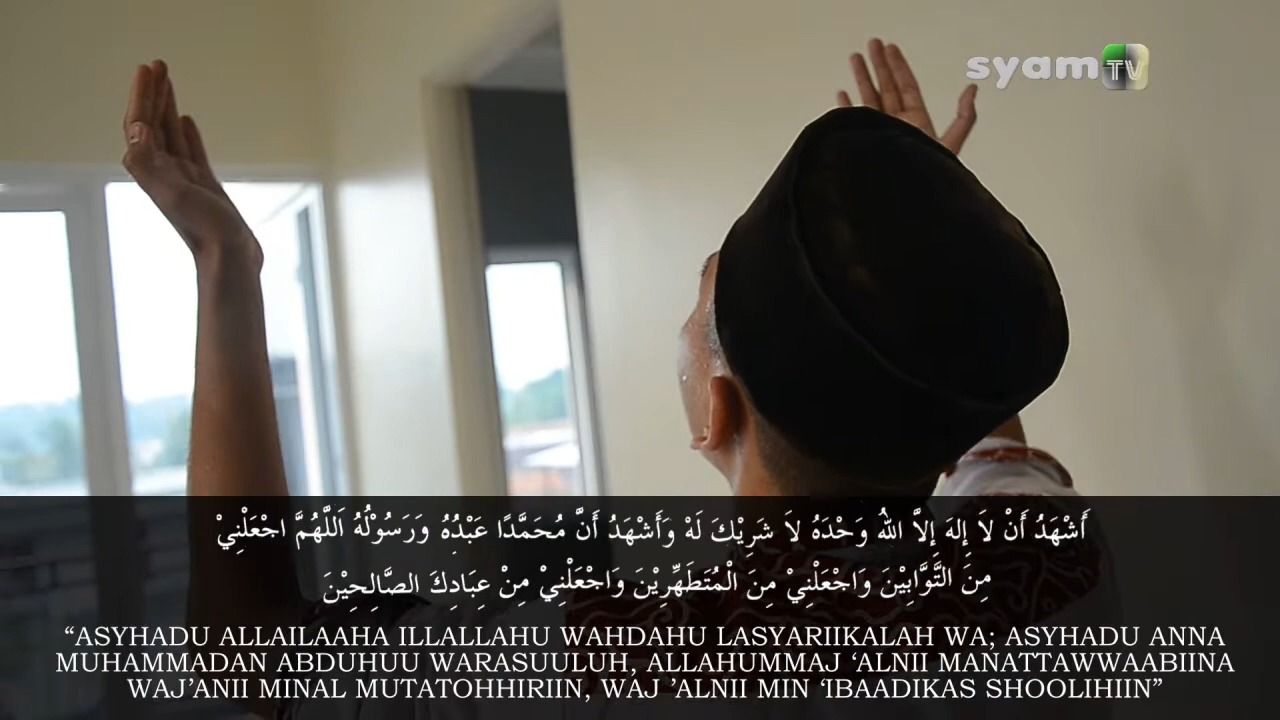 syam TV
أَشْهَدُ أَنْ لاَ إِلهَ إِلاَّ اللهُ وَحْدَهُ لاَ شَرِيْكَ لَهْ وَأَشْهَدُ أَنَّ مُحَمَّدًا عَبْدُهُ وَرَسُوْلُهُ اَللَّهُمَّ اجْعَلْنِيْ
مِنَ التَّوَّابِيْنَ وَاجْعَلْنِيْ مِنَ الْمُتَطَهِّرِيْنَ وَاجْعَلْنِيْ مِنْ عِبَادِكَ الصَّالِحِيْنَ
“ASYHADU ALLAILAAHA ILLALLAHU WAHDAHU LASYARIIKALAH WA; ASYHADU ANNA
MUHAMMADAN ABDUHUU WARASUULUH, ALLAHUMMAJ ‘ALNII MANATTAWWAABIINA
WAJ’ANII MINAL MUTATOHHIRIIN, WAJ ’ALNII MIN ‘IBAADIKAS SHOOLIHIIN”